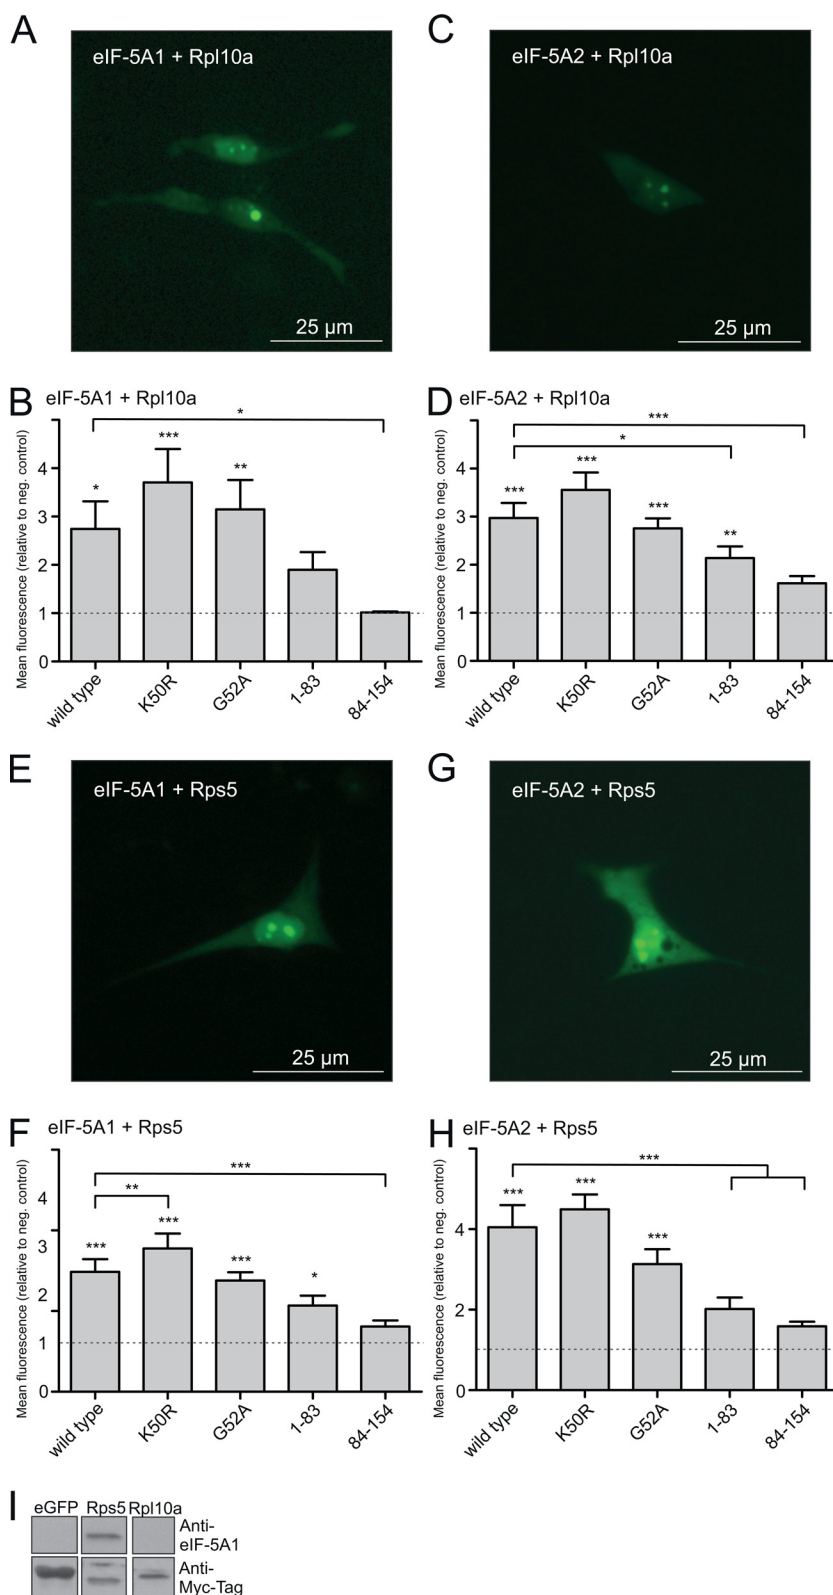 A
eIF-5A1 + Rpl10a
25 µm
C
eIF-5A2 + Rpl10a
25 µm
B
eIF-5A1 + Rpl10a
Mean fluorescence (relative to neg. control)
*
* *** **
4
3
2
1
0
wild type K50R G52A 1-83 84-154
D
eIF-5A2 + Rpl10a
Mean fluorescence (relative to neg. control)
***
*
*** *** *** **
4
3
2
1
0
wild type K50R G52A 1-83 84-154
E
eIF-5A1 + Rps5
25 µm
G
eIF-5A2 + Rps5
25 µm
F
eIF-5A1 + Rps5
Mean fluorescence (relative to neg. control)
***
**
*** *** *** *
4
3
2
1
0
wild type K50R G52A 1-83 84-154
H
eIF-5A2 + Rps5
Mean fluorescence (relative to neg. control)
***
*** *** ***
4
2
0
wild type K50R G52A 1-83 84-154
I
eGFP Rps5 Rpl10a
Anti-
eIF-5A1
Anti-
Myc-Tag